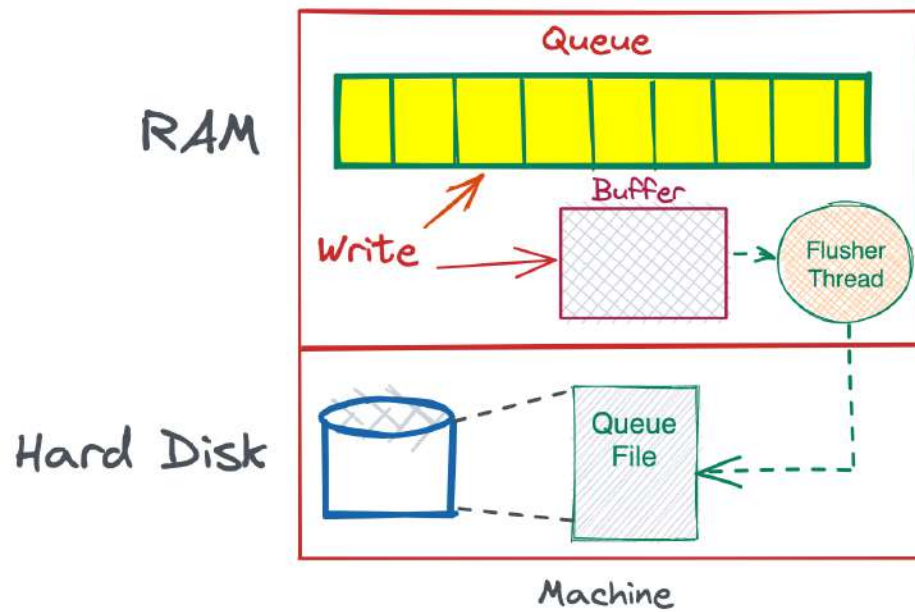 Queue
RAM
Buffer
Write
Flusher
Thread
Hard Disk
Queue
File
Machine